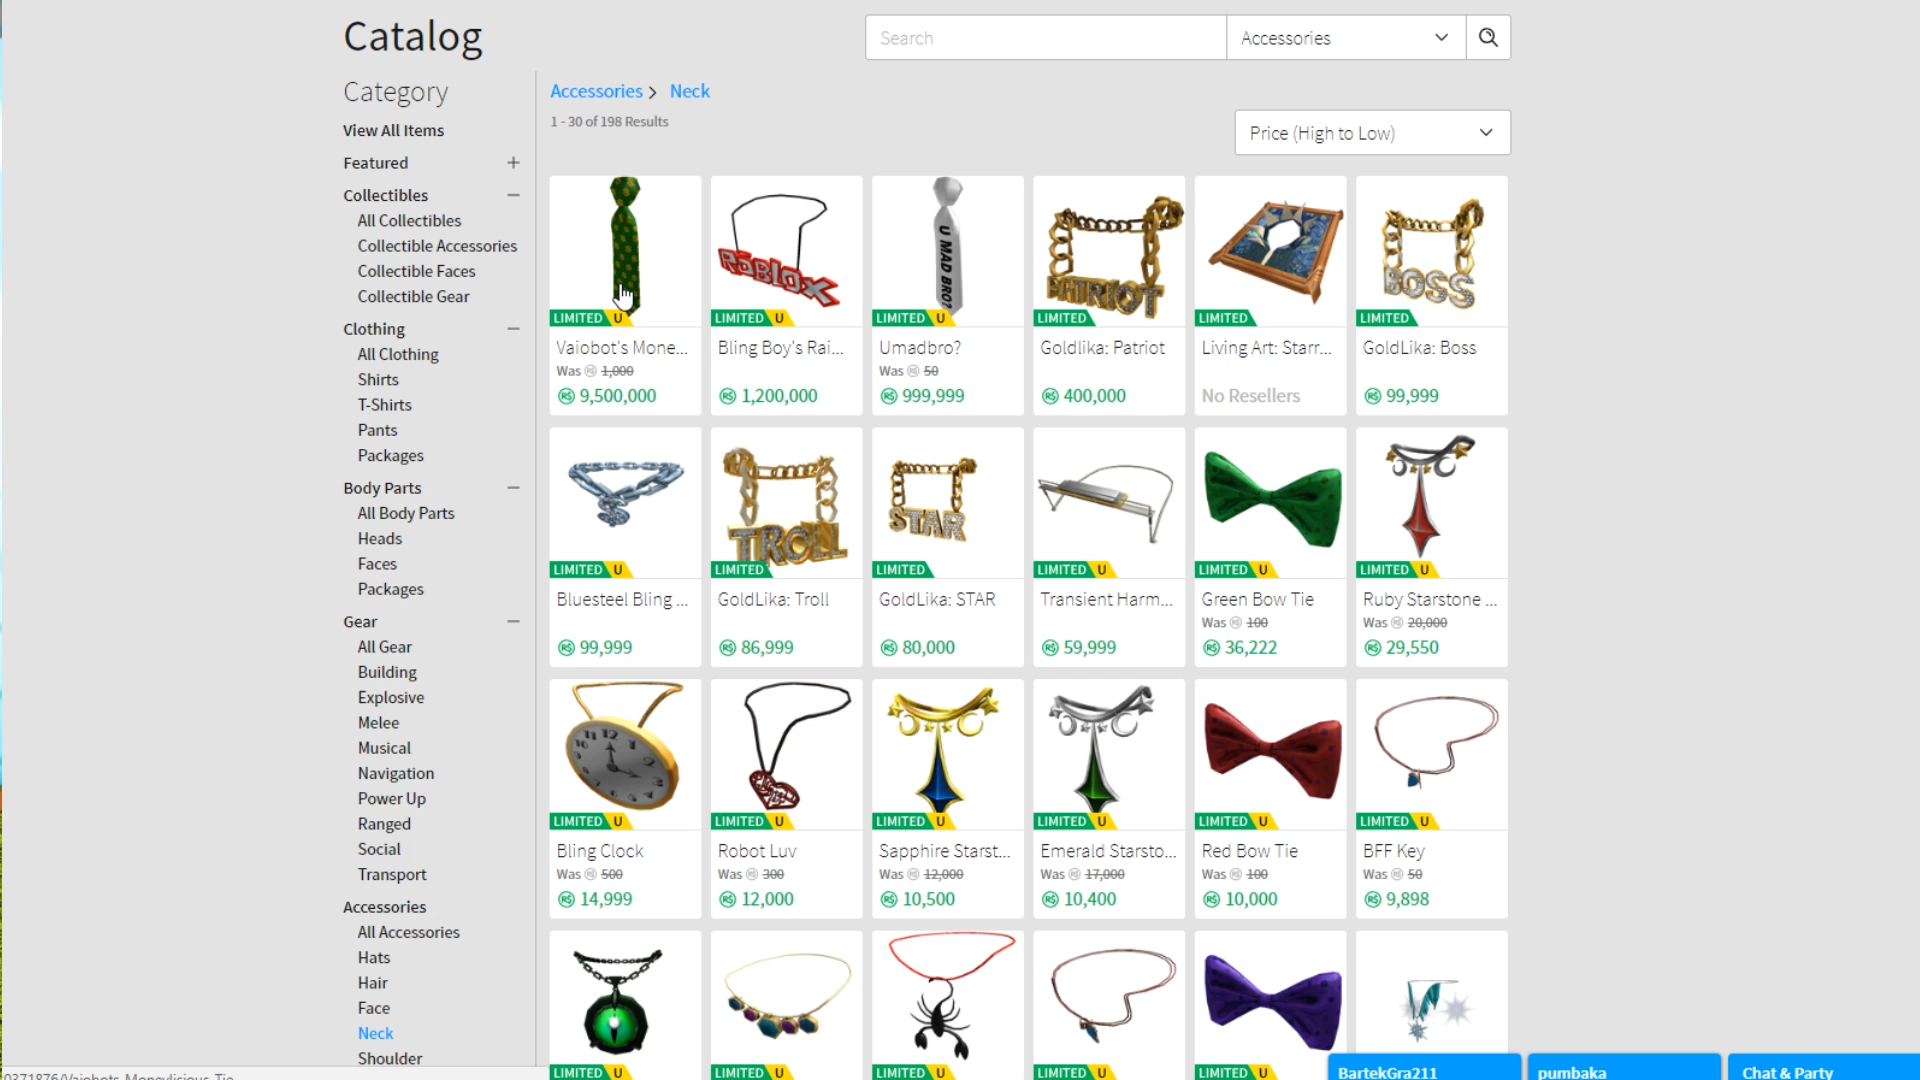 Catalog
Search
Accessories
Category
View All Items
Featured
Collectibles
All Collectibles
Collectible Accessories
Collectible Faces
Collectible Gear
Clothing
All Clothing
Shirts
T-Shirts
Pants
Packages
Body Parts
All Body Parts
Heads
Faces
Packages
Gear
All Gear
Building
Explosive
Melee
Musical
Navigation
Power Up
Ranged
Social
Transport
Accessories
All Accessories
Hats
Hair
Face
Neck
Shoulder
Accessories > Neck
1 - 30 of 198 Results
Price (High to Low)
ROBLOX
U MAD BRO?
PATRIOT
BOSS
LIMITED U
LIMITED U
LIMITED U
LIMITED
LIMITED
LIMITED
Vaiobot's Mone...
Bling Boy's Rai...
Umadbro?
Goldlika: Patriot
Living Art: Starr...
GoldLika: Boss
Was R$ 1,000
Was R$ 50
R$ 9,500,000
R$ 1,200,000
R$ 999,999
R$ 400,000
No Resellers
R$ 99,999
TROLL
STAR
LIMITED U
LIMITED
LIMITED
LIMITED U
LIMITED U
LIMITED U
Bluesteel Bling ...
GoldLika: Troll
GoldLika: STAR
Transient Harm...
Green Bow Tie
Ruby Starstone ...
Was R$ 100
Was R$ 20,000
R$ 99,999
R$ 86,999
R$ 80,000
R$ 59,999
R$ 36,222
R$ 29,550
LIMITED U
LIMITED U
LIMITED U
LIMITED U
LIMITED U
LIMITED U
Bling Clock
Robot Luv
Sapphire Starst...
Emerald Starsto...
Red Bow Tie
BFF Key
Was R$ 500
Was R$ 300
Was R$ 12,000
Was R$ 17,000
Was R$ 100
Was R$ 50
R$ 14,999
R$ 12,000
R$ 10,500
R$ 10,400
R$ 10,000
R$ 9,898
LIMITED U
LIMITED U
LIMITED U
LIMITED U
LIMITED U
BartekGra211
pumbaka
Chat & Party